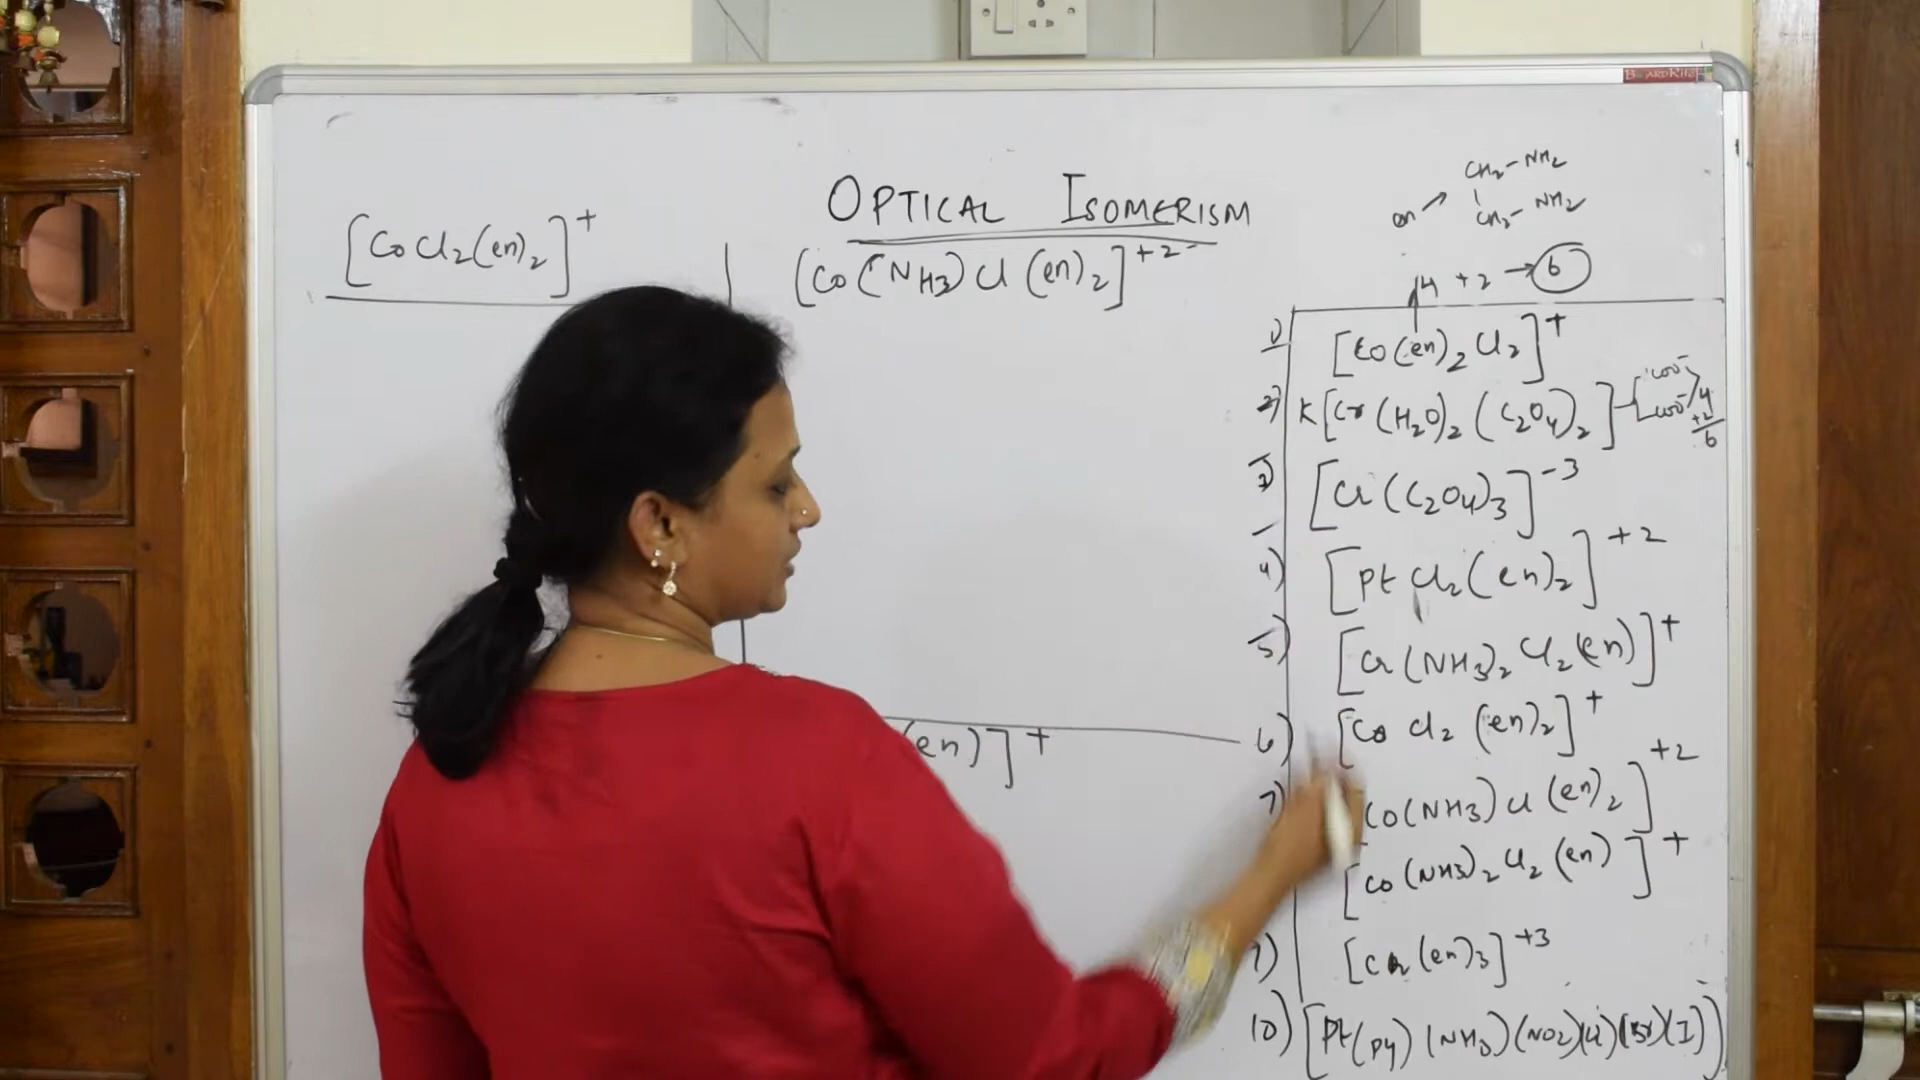 BOARDRITE
OPTICAL ISOMERISM
[CoCl2(en)2]+
[Co(NH3)Cl(en)2]+2
(en)]+
en → CH2-NH2
CH2-NH2
4 +2 → 6
1) [Co(en)2Cl2]+
2) K[Cr(H2O)2(C2O4)2]
COO-
COO-
4
+2
6
3) [Cr(C2O4)3]-3
4) [PtCl2(en)2]+2
5) [Cr(NH3)2Cl2(en)]+
6) [CoCl2(en)2]+
7) Co(NH3)Cl(en)2]+2
[Co(NH3)2Cl2(en)]+
9) [Cr(en)3]+3
10) [Pt(Py)(NH3)(NO2)(Cl)(Br)(I)]